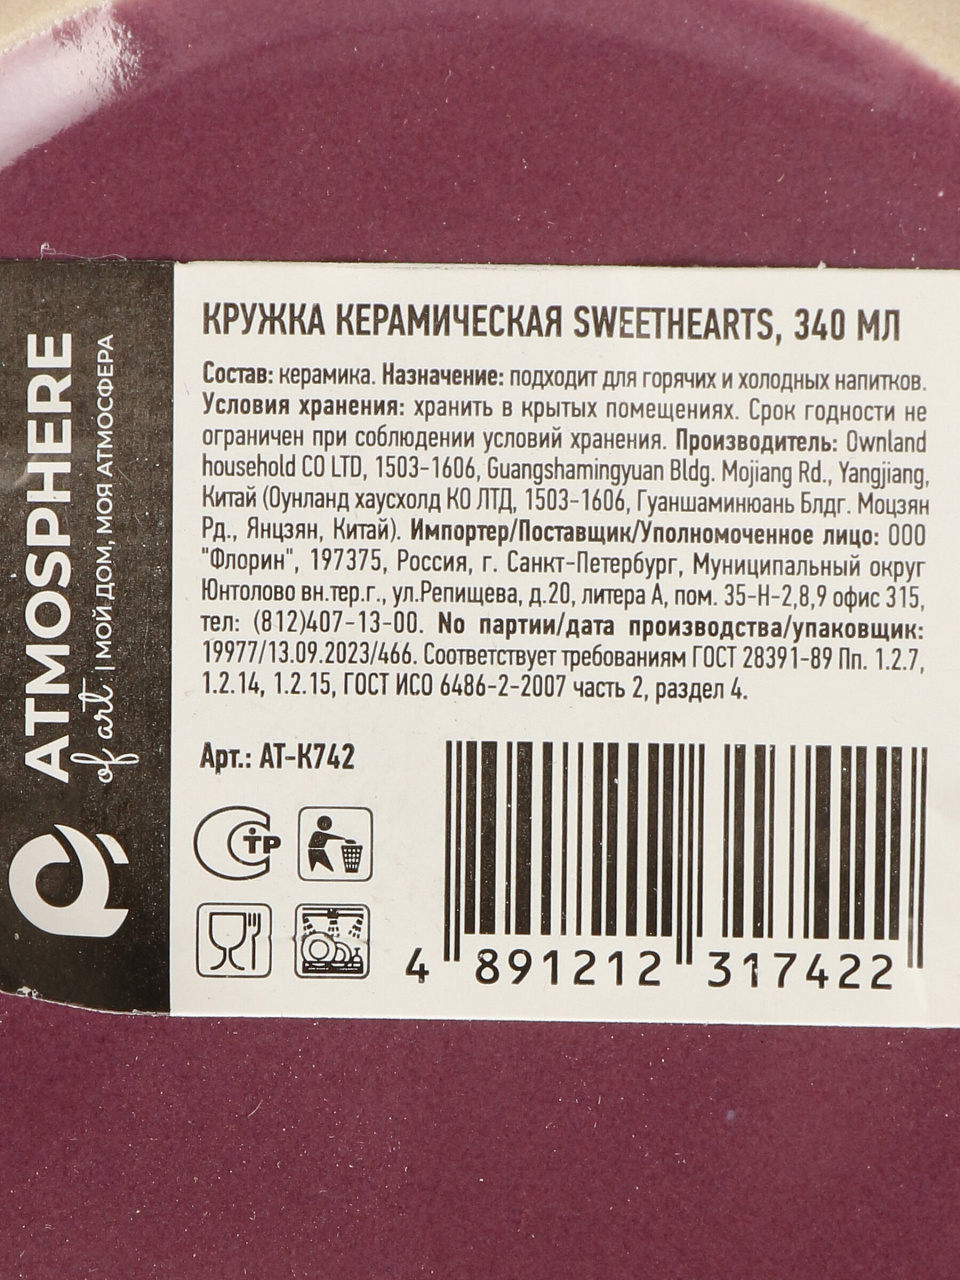 ATMOSPHERE
of art | МОЙ ДОМ, МОЯ АТМОСФЕРА
КРУЖКА КЕРАМИЧЕСКАЯ SWEETHEARTS, 340 МЛ
Состав: керамика. Назначение: подходит для горячих и холодных напитков.
Условия хранения: хранить в крытых помещениях. Срок годности не
ограничен при соблюдении условий хранения. Производитель: Ownland
household CO LTD, 1503-1606, Guangshamingyuan Bldg. Mojiang Rd., Yangjiang,
Китай (Оунланд хаусхолд КО ЛТД, 1503-1606, Гуаншаминюань Блдг. Моцзян
Рд., Янцзян, Китай). Импортер/Поставщик/Уполномоченное лицо: ООО
"Флорин", 197375, Россия, г. Санкт-Петербург, Муниципальный округ
Юнтолово вн.тер.г., ул.Репищева, д.20, литера А, пом. 35-Н-2,8,9 офис 315,
тел: (812)407-13-00. No партии/дата производства/упаковщик:
19977/13.09.2023/466. Соответствует требованиям ГОСТ 28391-89 Пп. 1.2.7,
1.2.14, 1.2.15, ГОСТ ИСО 6486-2-2007 часть 2, раздел 4.
Арт.: AT-K742
СТР
4 891212 317422